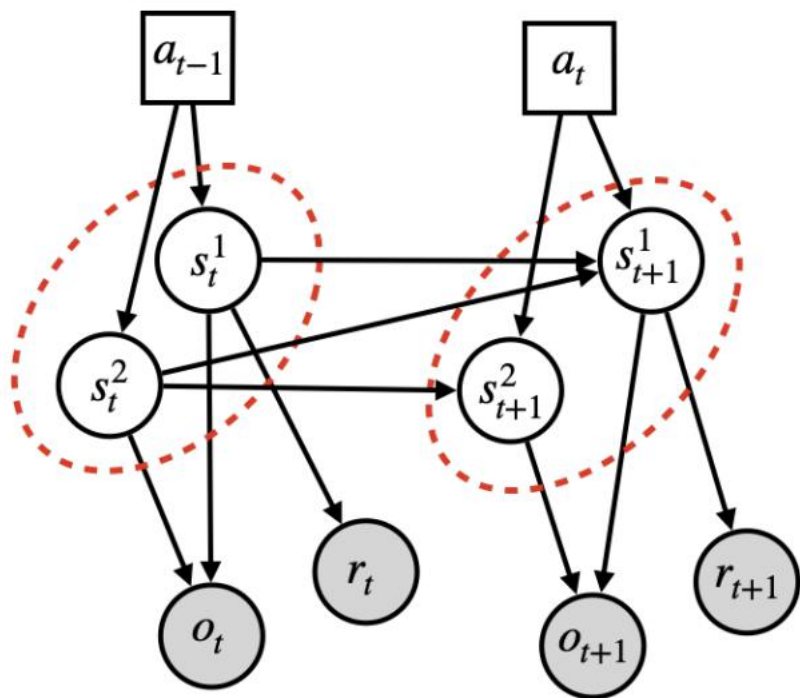 a_{t−1}
a_t
s_t^1
s_{t+1}^1
s_t^2
s_{t+1}^2
r_t
r_{t+1}
o_t
o_{t+1}